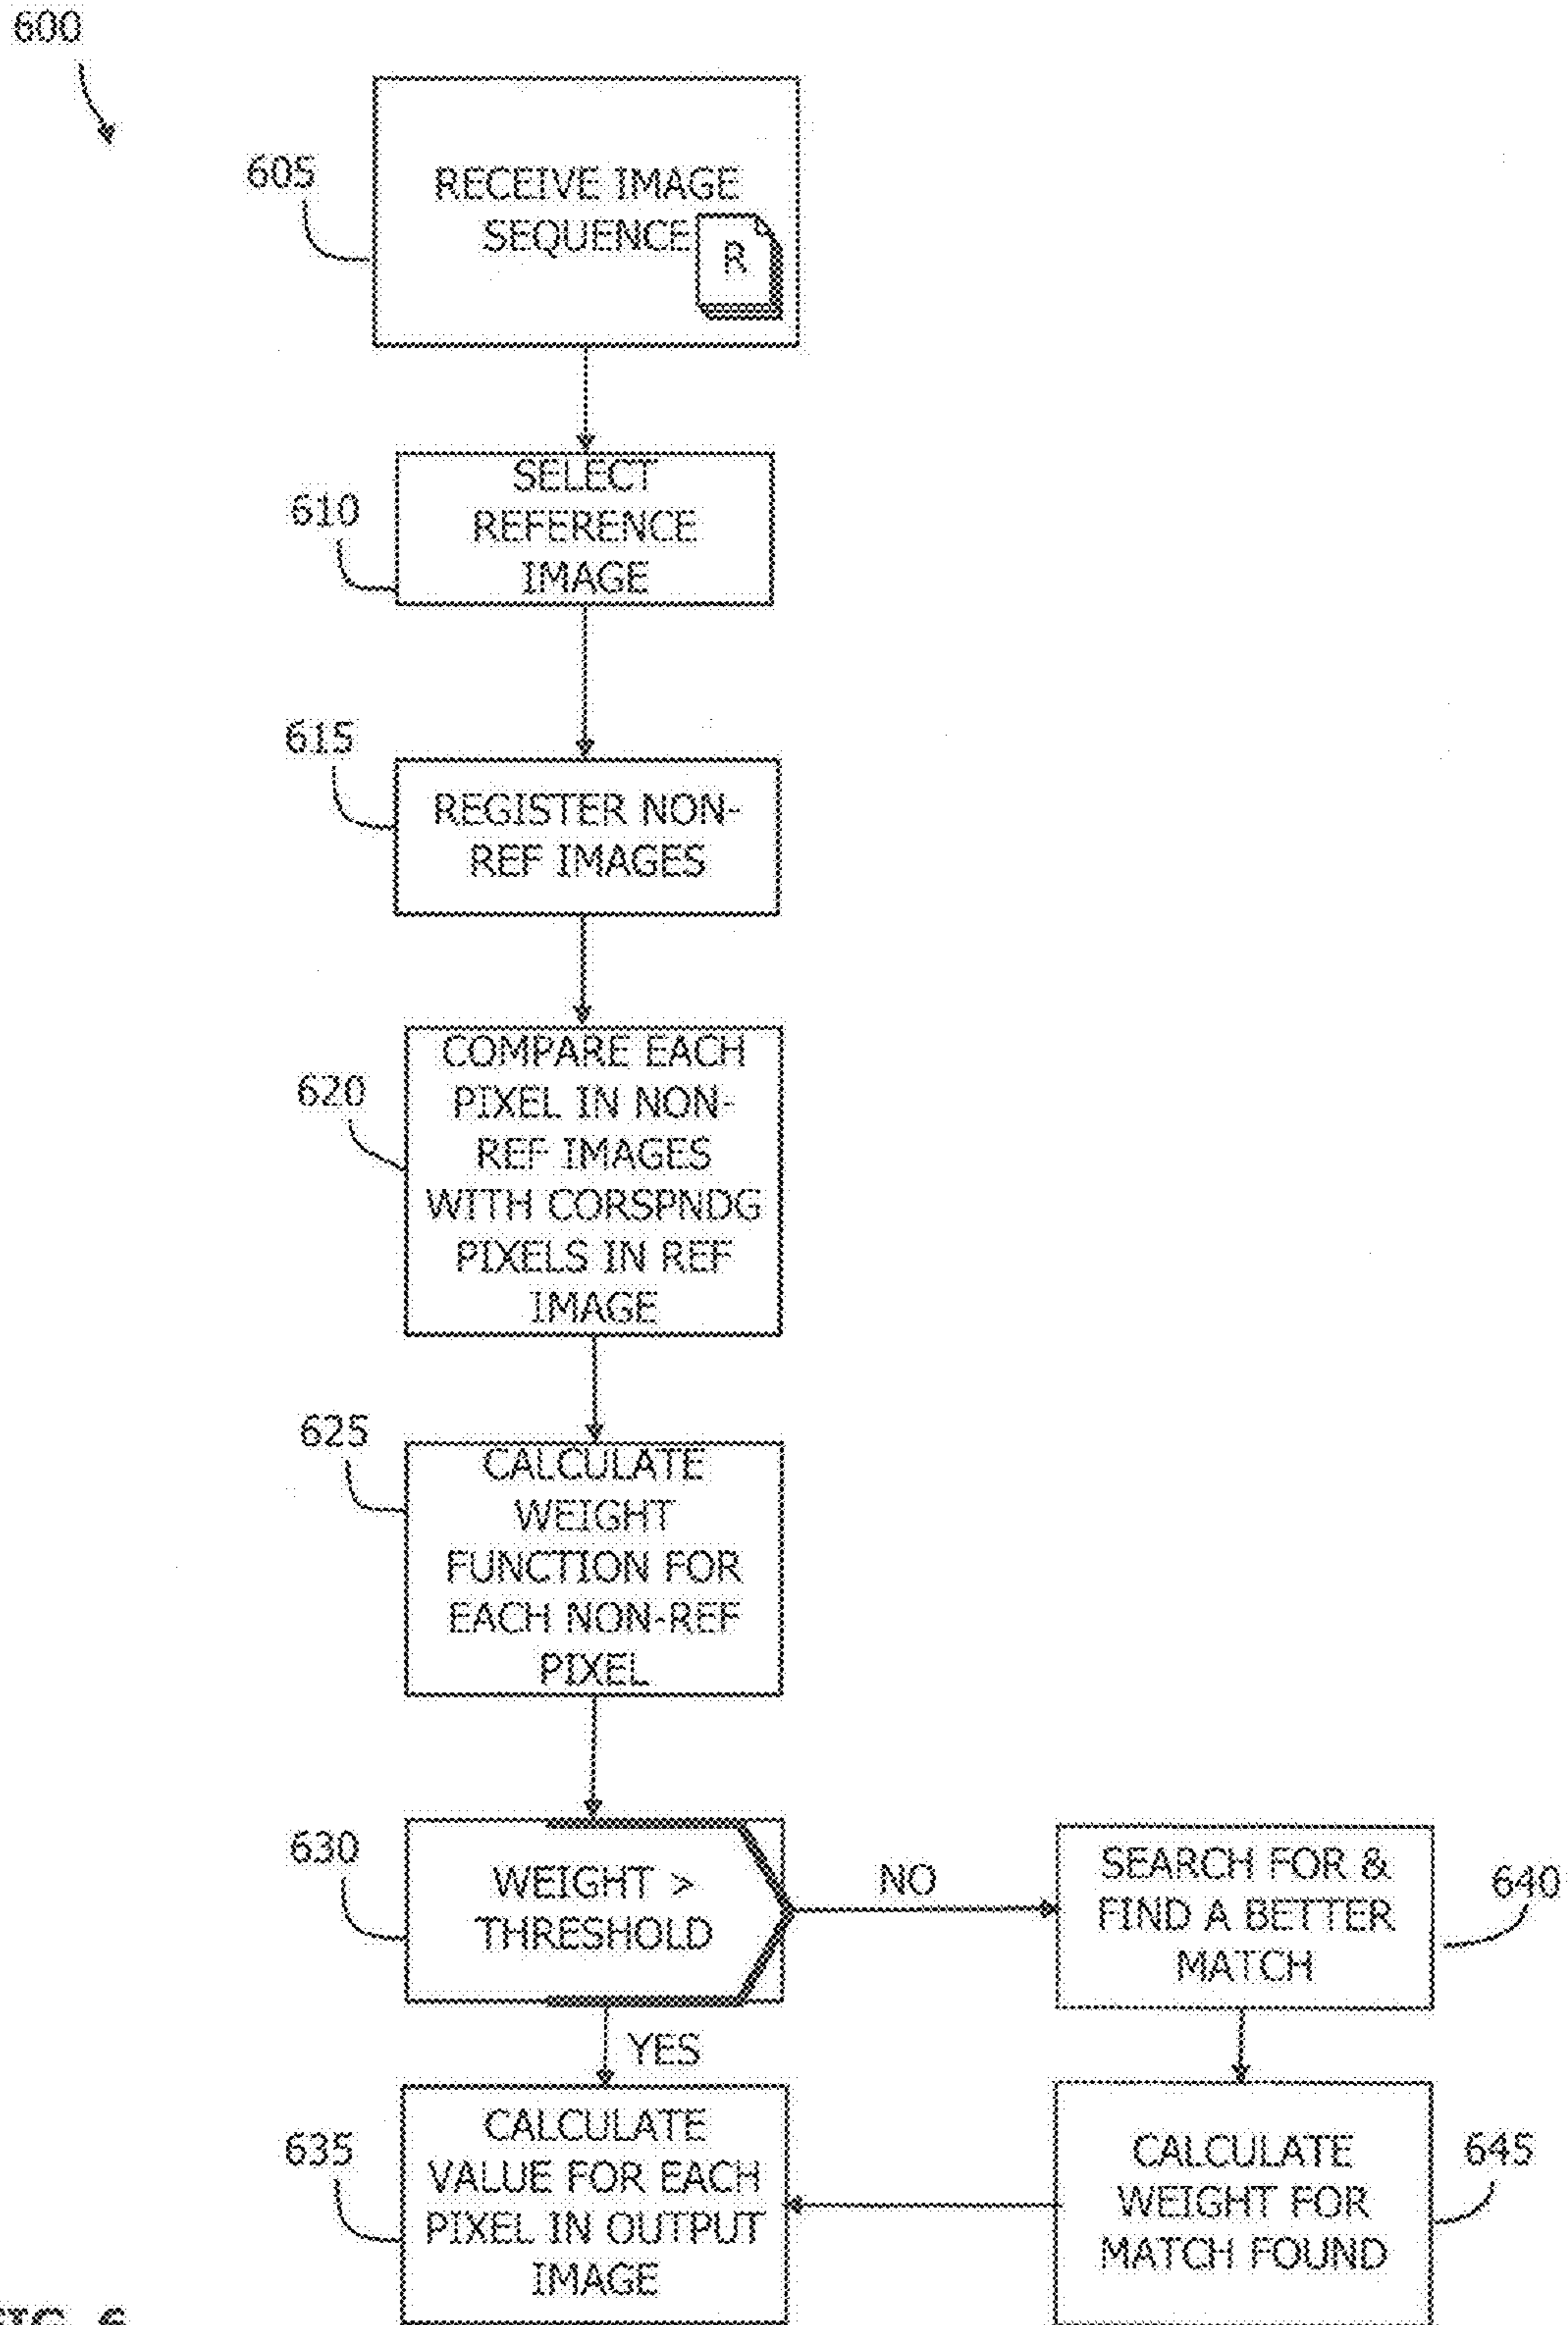 600
605
RECEIVE IMAGE
SEQUENCE
R
610
SELECT
REFERENCE
IMAGE
615
REGISTER NON-
REF IMAGES
620
COMPARE EACH
PIXEL IN NON-
REF IMAGES
WITH CORSPNDG
PIXELS IN REF
IMAGE
625
CALCULATE
WEIGHT
FUNCTION FOR
EACH NON-REF
PIXEL
630
WEIGHT >
THRESHOLD
NO
SEARCH FOR &
FIND A BETTER
MATCH
640
YES
635
CALCULATE
VALUE FOR EACH
PIXEL IN OUTPUT
IMAGE
CALCULATE
WEIGHT FOR
MATCH FOUND
645
FIG. 6